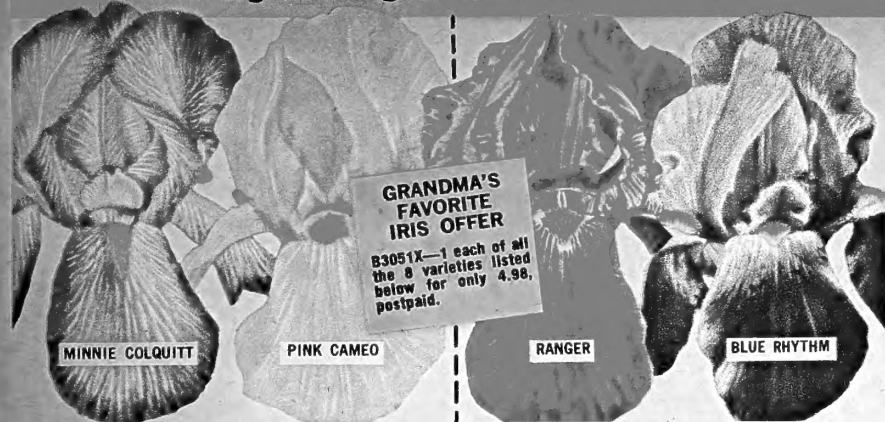 GRANDMA'S
FAVORITE
IRIS OFFER
B3051X—1 each of all
the 8 varieties listed
below for only 4.98,
postpaid.
MINNIE COLQUITT
PINK CAMEO
RANGER
BLUE RHYTHM